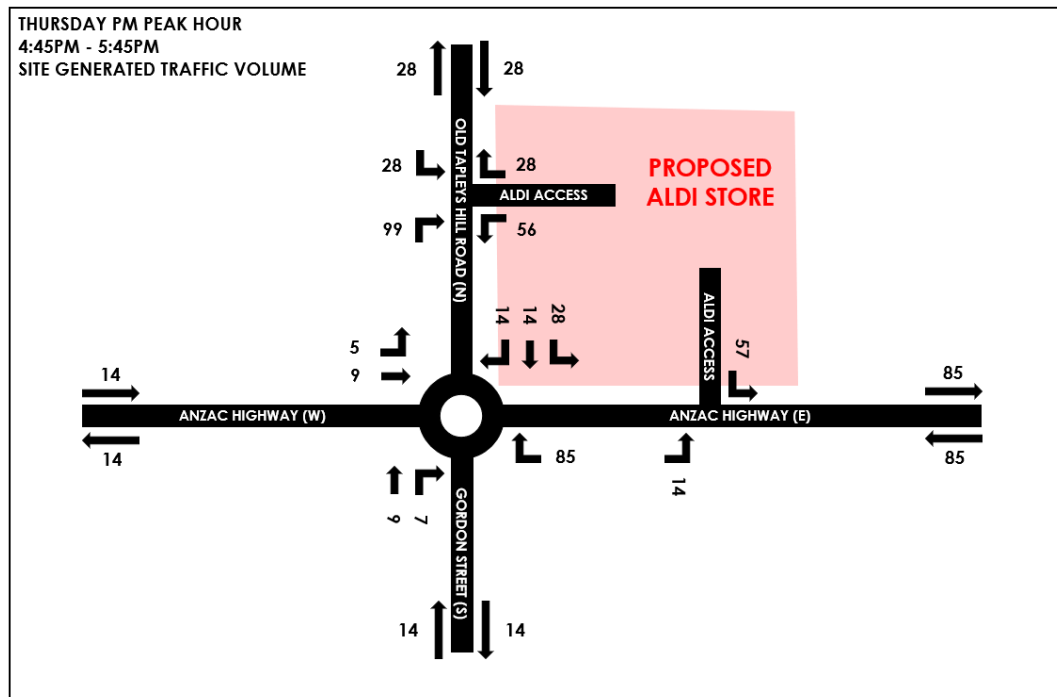 THURSDAY PM PEAK HOUR
4:45PM - 5:45PM
SITE GENERATED TRAFFIC VOLUME
28
28
OLD TAPLEYS HILL ROAD (N)
28
28
PROPOSED
ALDI STORE
ALDI ACCESS
99
56
ALDI ACCESS
14
14
28
5
9
57
14
85
ANZAC HIGHWAY (W)
ANZAC HIGHWAY (E)
14
85
85
14
9
7
GORDON STREET (S)
14
14